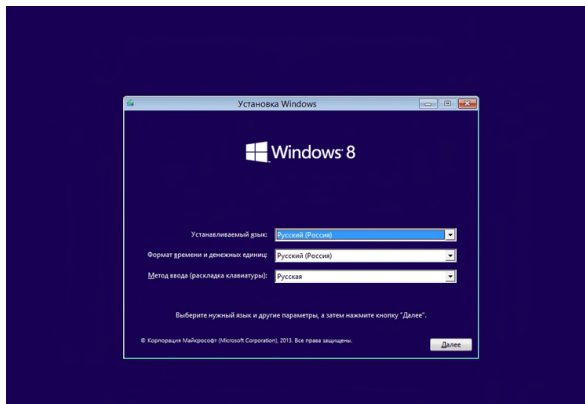 Установка Windows
Windows 8
Устанавливаемый язык: Русский (Россия)
Формат времени и денежных единиц: Русский (Россия)
Метод ввода (раскладка клавиатуры): Русская
Выберите нужный язык и другие параметры, а затем нажмите кнопку "Далее".
© Корпорация Майкрософт (Microsoft Corporation), 2013. Все права защищены.
Далее